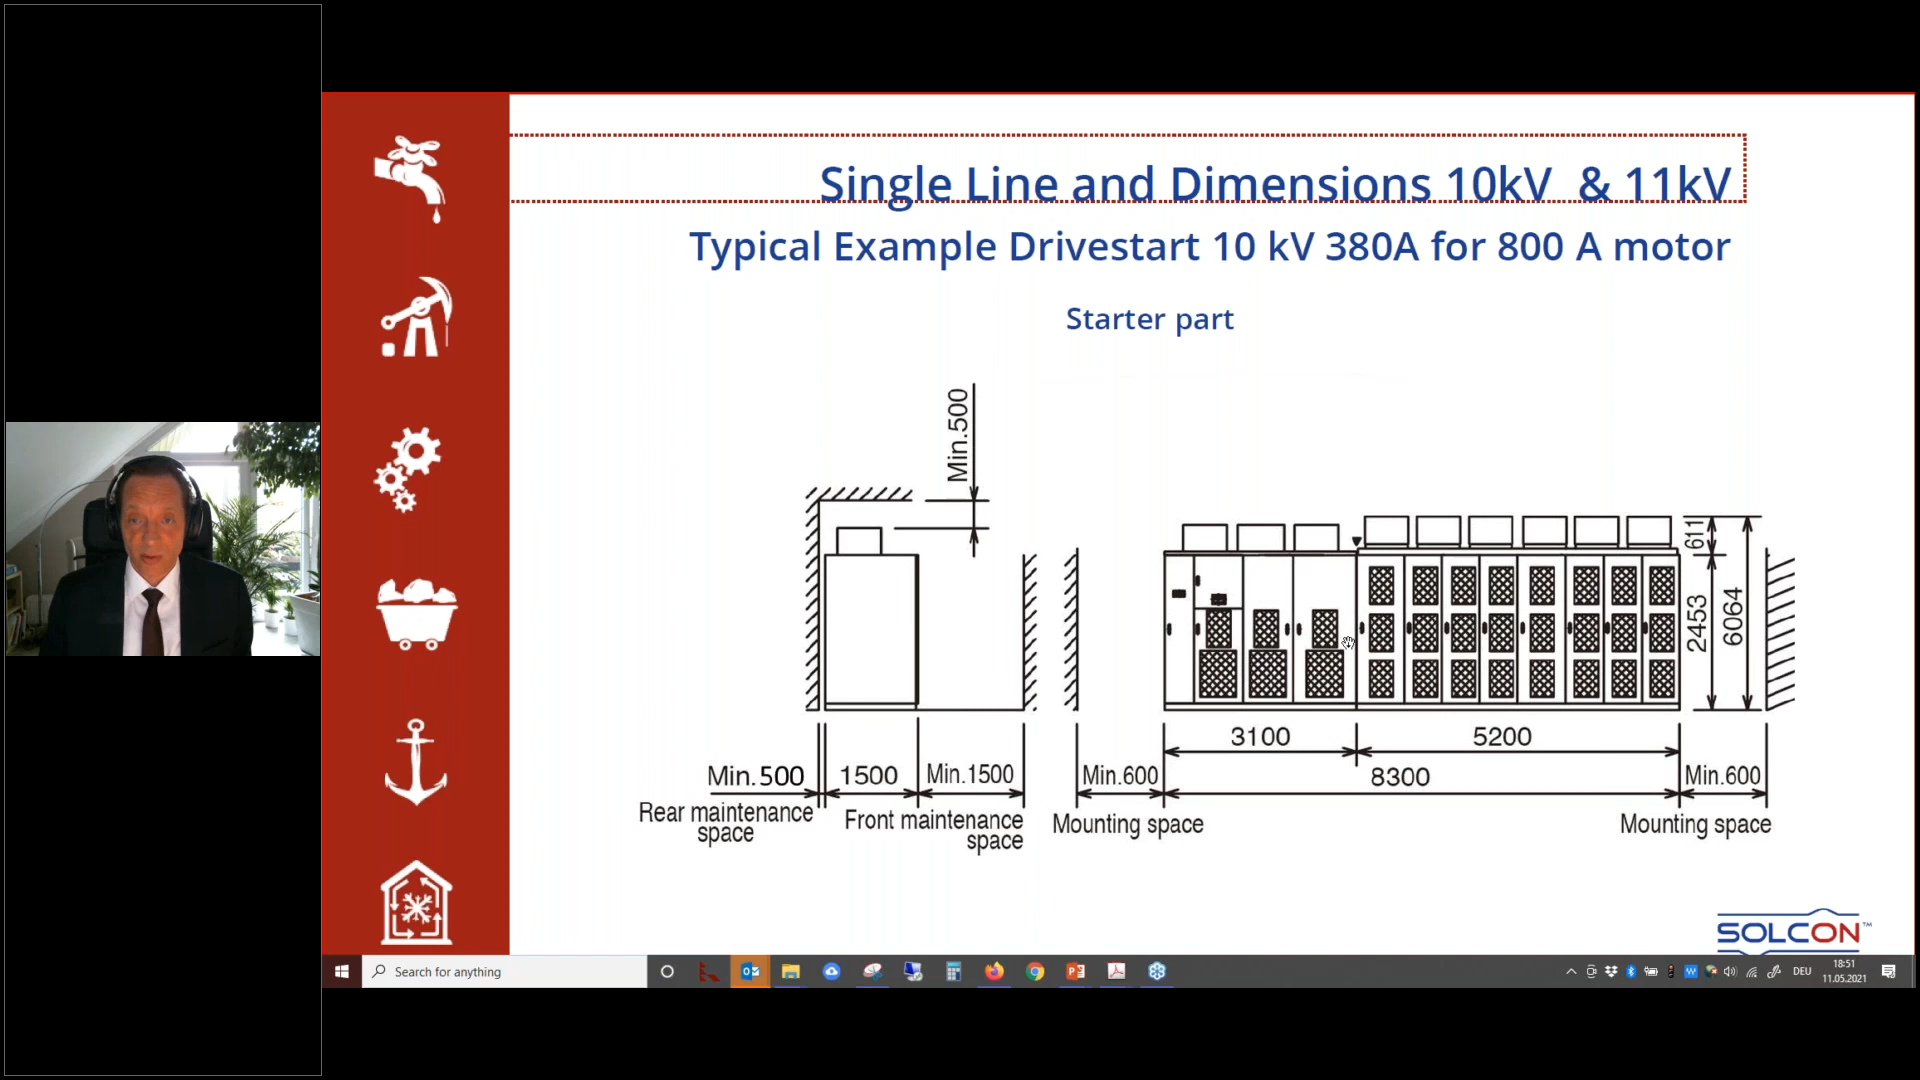 Single Line and Dimensions 10kV & 11kV
Typical Example Drivestart 10 kV 380A for 800 A motor
Starter part
Min.500
611
2453
6064
3100
5200
Min.500
1500
Min.1500
Min.600
8300
Min.600
Rear maintenance
space
Front maintenance
space
Mounting space
Mounting space
SOLCON™
Search for anything
DEU
18:51
11.05.2021